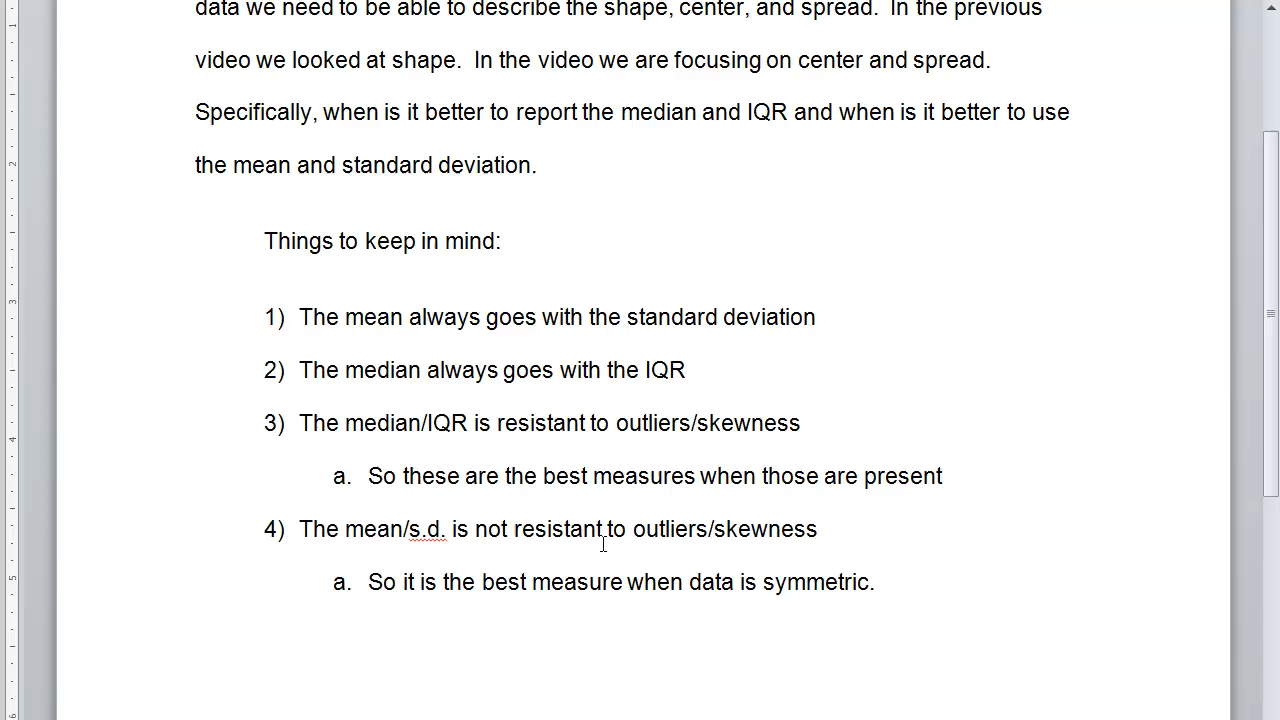 data we need to be able to describe the shape, center, and spread.  In the previous
video we looked at shape.  In the video we are focusing on center and spread.
Specifically, when is it better to report the median and IQR and when is it better to use
the mean and standard deviation.
Things to keep in mind:
1) The mean always goes with the standard deviation
2) The median always goes with the IQR
3) The median/IQR is resistant to outliers/skewness
a. So these are the best measures when those are present
4) The mean/s.d. is not resistant to outliers/skewness
a. So it is the best measure when data is symmetric.
1
2
3
4
5
6